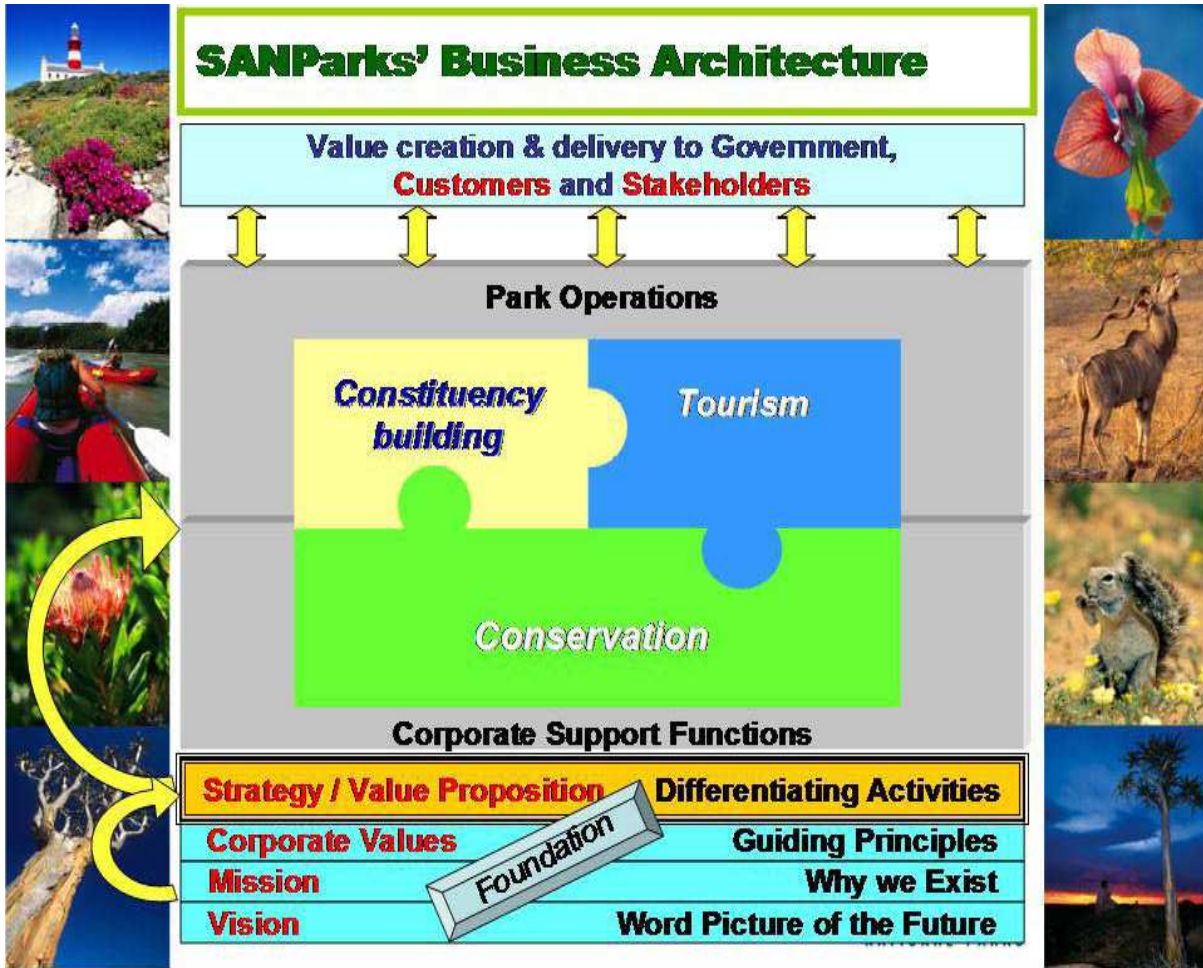 SANParks' Business Architecture
Value creation & delivery to Government,
Customers and Stakeholders
Park Operations
Constituency
building
Tourism
Conservation
Corporate Support Functions
Strategy / Value Proposition Differentiating Activities
Corporate Values Guiding Principles
Foundation
Mission Why we Exist
Vision Word Picture of the Future